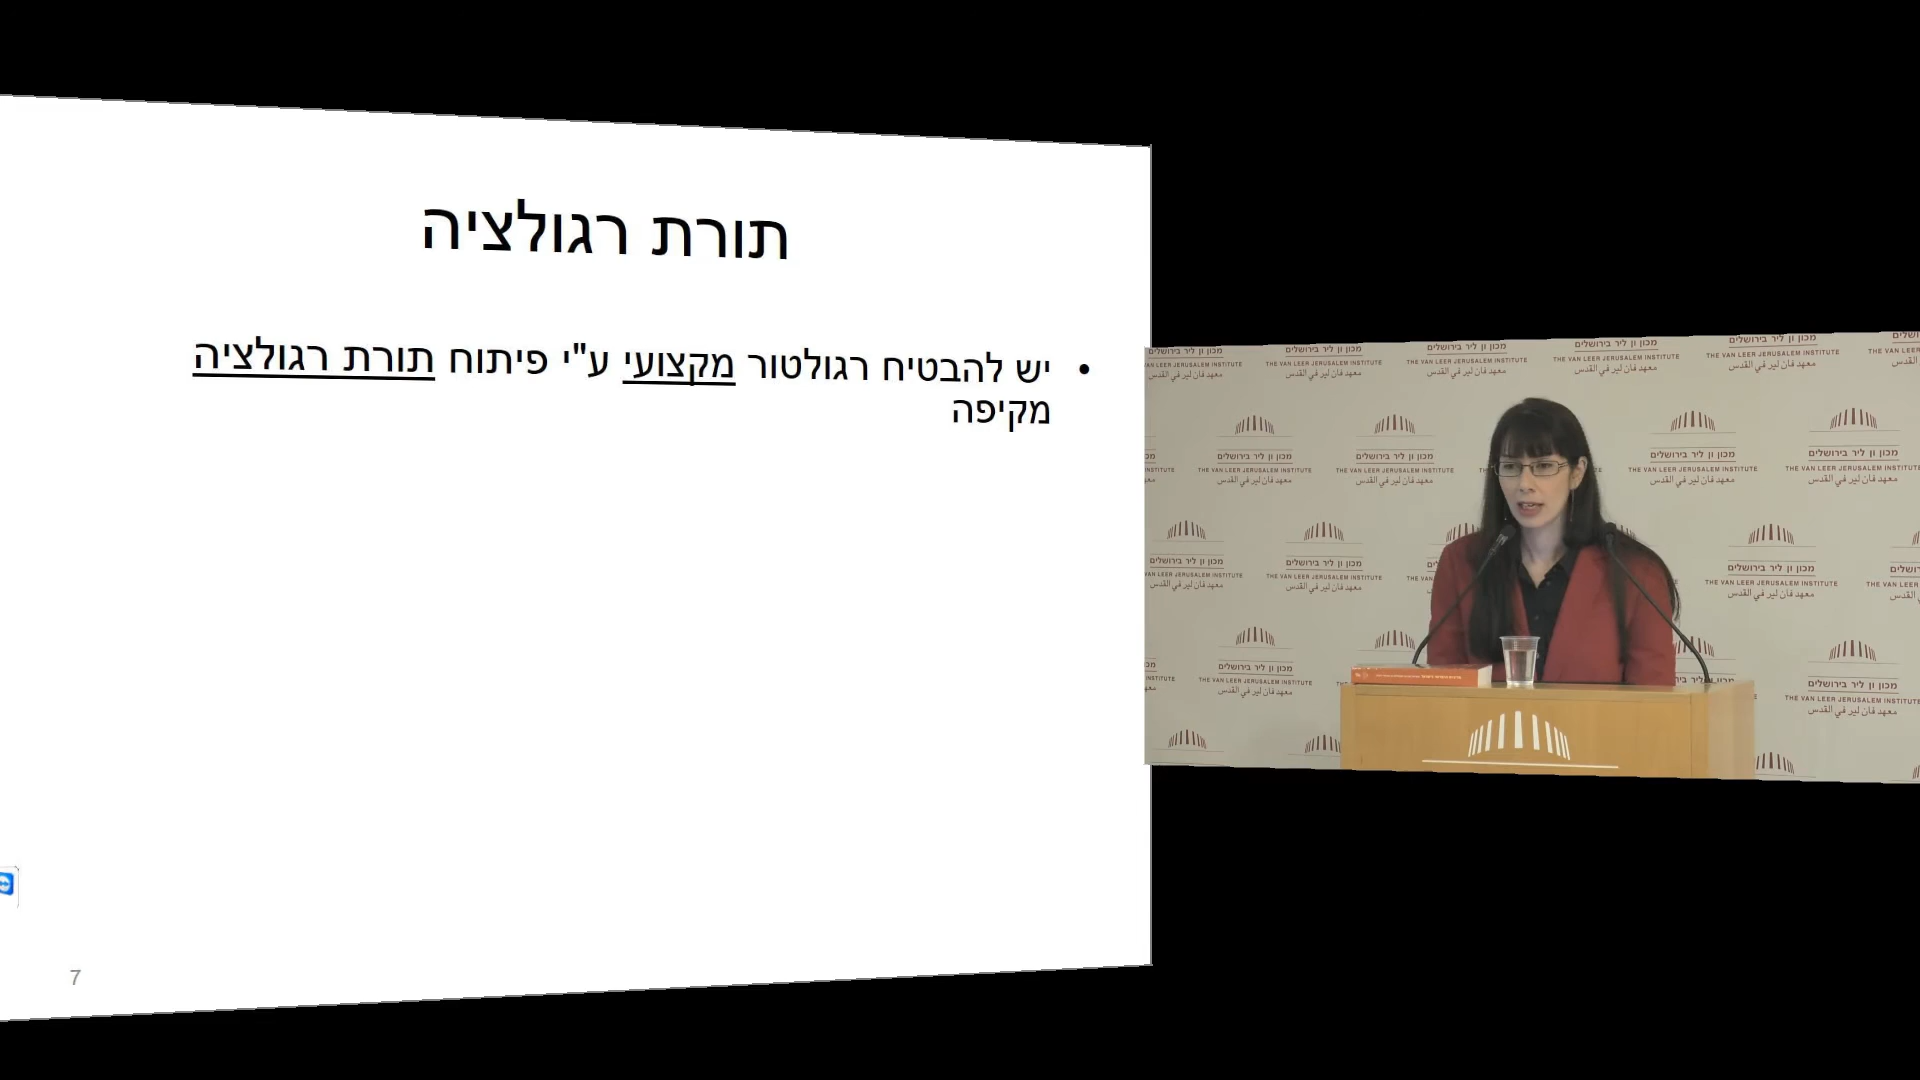 תורת רגולציה
• יש להבטיח רגולטור מקצועי ע"י פיתוח תורת רגולציה
מקיפה
7
מכון ון ליר בירושלים
THE VAN LEER JERUSALEM INSTITUTE
معهد فان لير في القدس